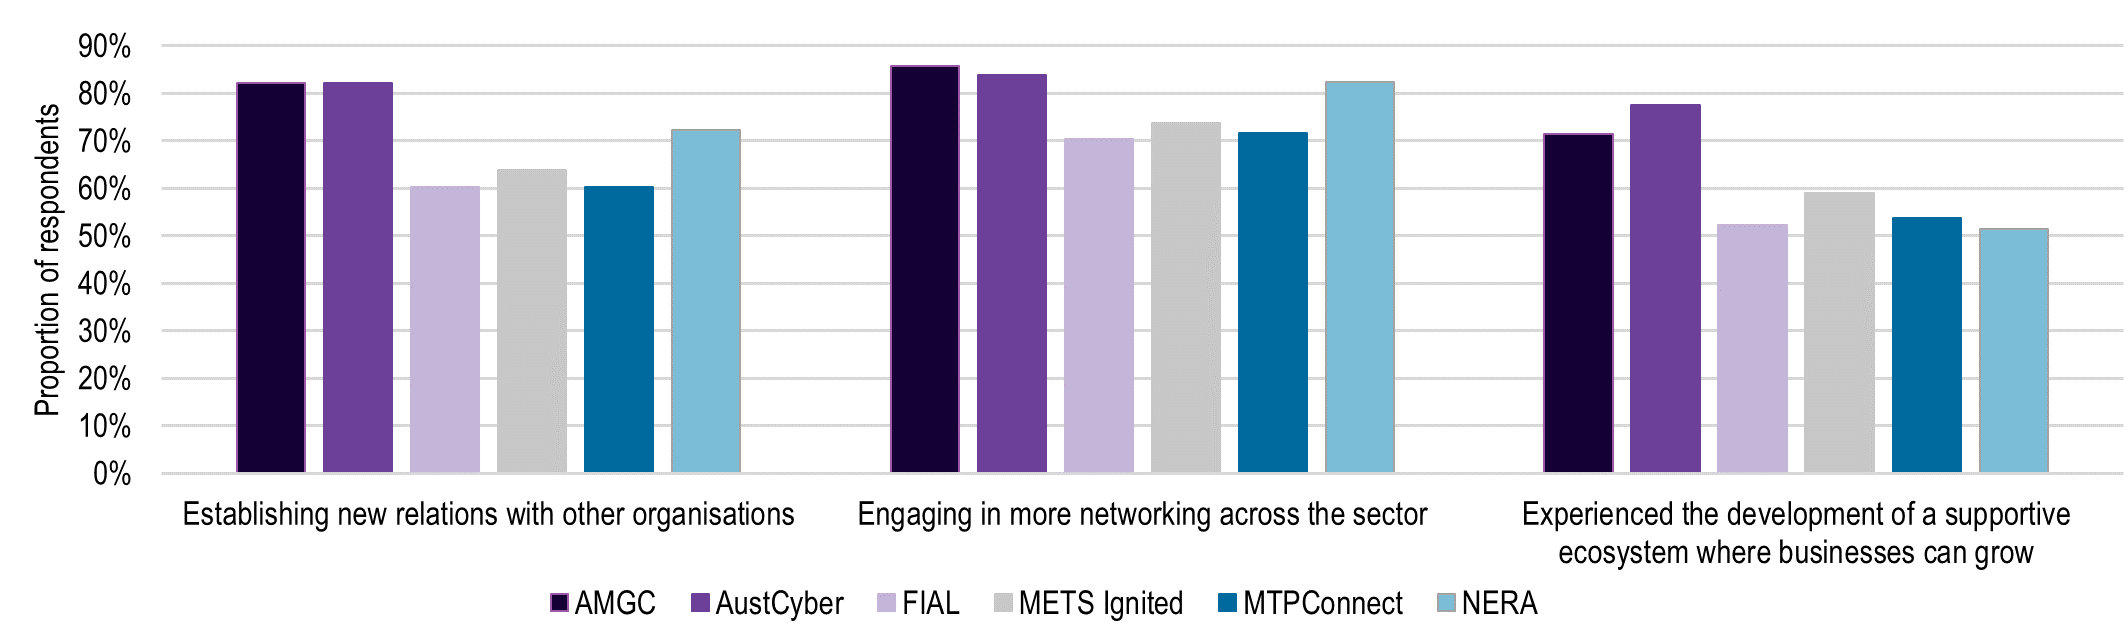 90%
80%
70%
60%
50%
40%
30%
20%
10%
0%
Proportion of respondents
Establishing new relations with other organisations
Engaging in more networking across the sector
Experienced the development of a supportive
ecosystem where businesses can grow
AMGC AustCyber FIAL METS Ignited MTPConnect NERA